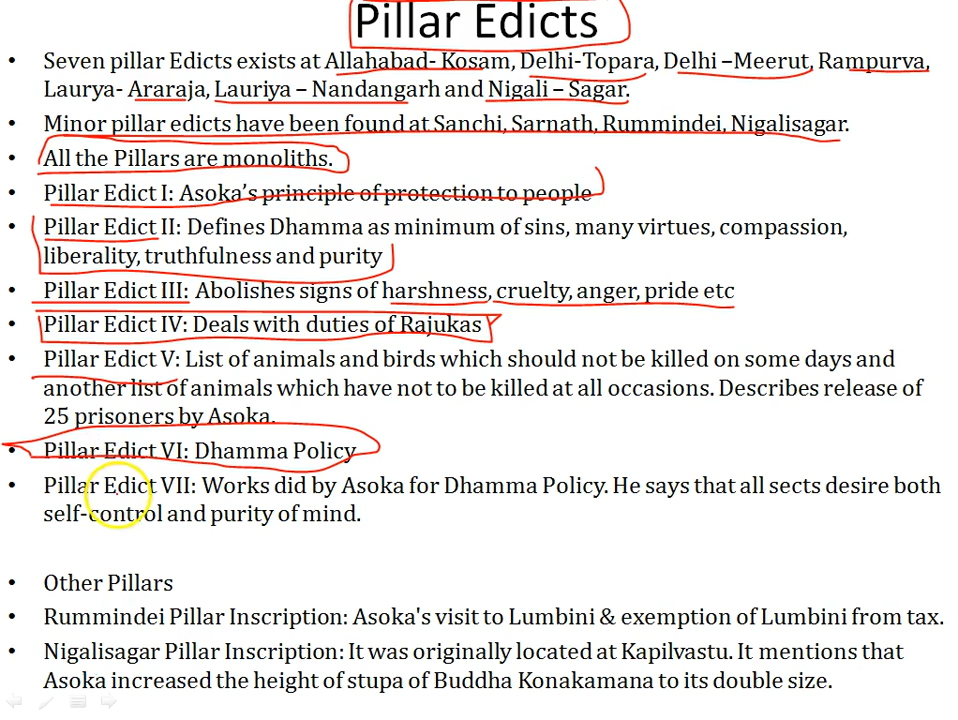 Pillar Edicts
• Seven pillar Edicts exists at Allahabad- Kosam, Delhi-Topara, Delhi –Meerut, Rampurva,
Laurya- Araraja, Lauriya – Nandangarh and Nigali – Sagar.
• Minor pillar edicts have been found at Sanchi, Sarnath, Rummindei, Nigalisagar.
• All the Pillars are monoliths.
• Pillar Edict I: Asoka’s principle of protection to people
• Pillar Edict II: Defines Dhamma as minimum of sins, many virtues, compassion,
liberality, truthfulness and purity
• Pillar Edict III: Abolishes signs of harshness, cruelty, anger, pride etc
• Pillar Edict IV: Deals with duties of Rajukas
• Pillar Edict V: List of animals and birds which should not be killed on some days and
another list of animals which have not to be killed at all occasions. Describes release of
25 prisoners by Asoka.
• Pillar Edict VI: Dhamma Policy
• Pillar Edict VII: Works did by Asoka for Dhamma Policy. He says that all sects desire both
self-control and purity of mind.
• Other Pillars
• Rummindei Pillar Inscription: Asoka's visit to Lumbini & exemption of Lumbini from tax.
• Nigalisagar Pillar Inscription: It was originally located at Kapilvastu. It mentions that
Asoka increased the height of stupa of Buddha Konakamana to its double size.